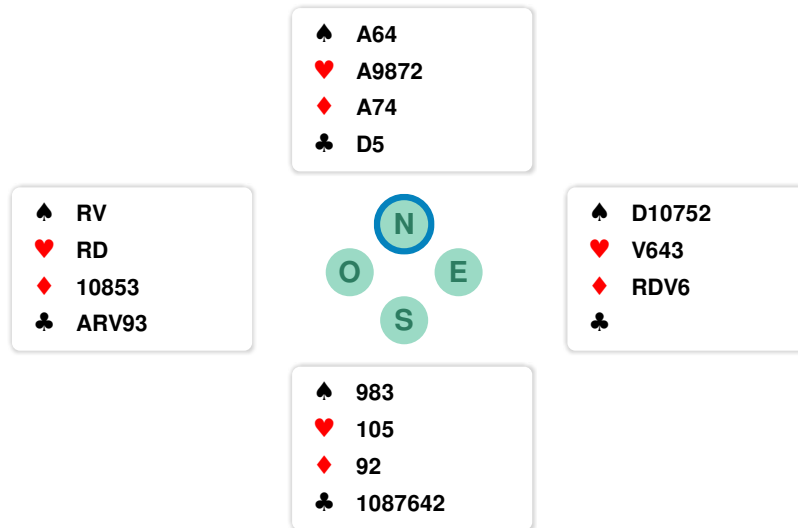 ♠ A64
♥ A9872
♦ A74
♣ D5
♠ RV
♥ RD
♦ 10853
♣ ARV93
N
O E
S
♠ D10752
♥ V643
♦ RDV6
♣
♠ 983
♥ 105
♦ 92
♣ 1087642